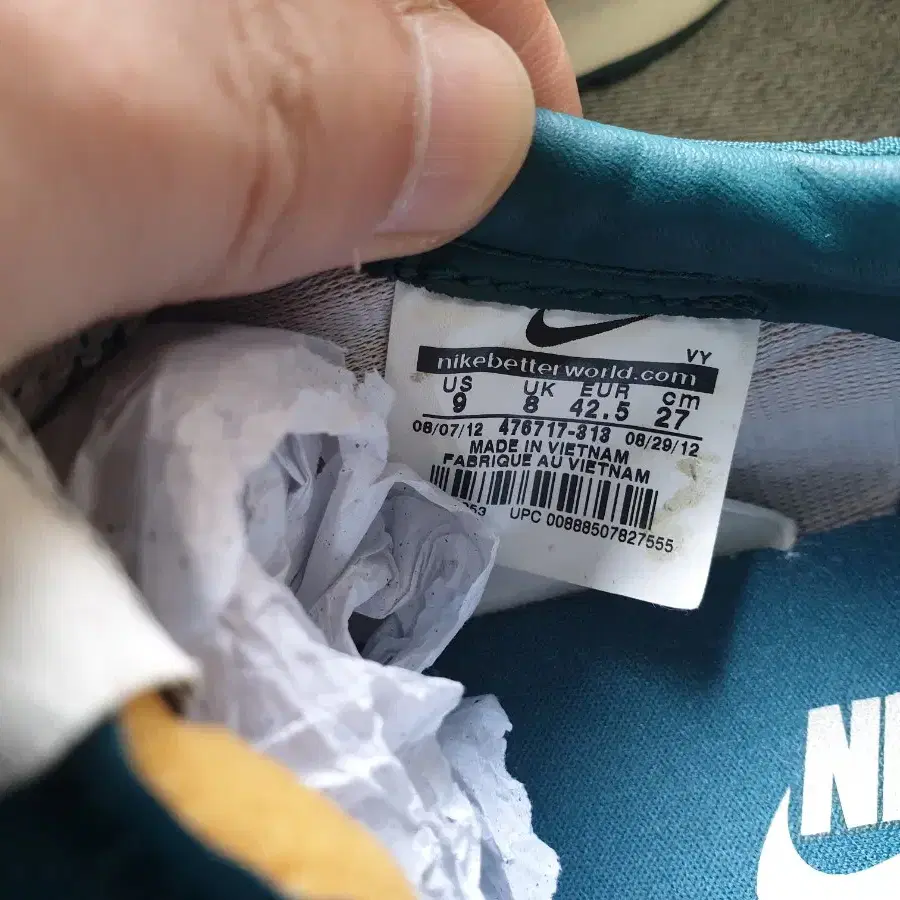 VY
nikebetterworld.com
US UK EUR cm
9 8 42.5 27
08/07/12 476717-313 08/29/12
MADE IN VIETNAM
FABRIQUE AU VIETNAM
UPC 00888507827555